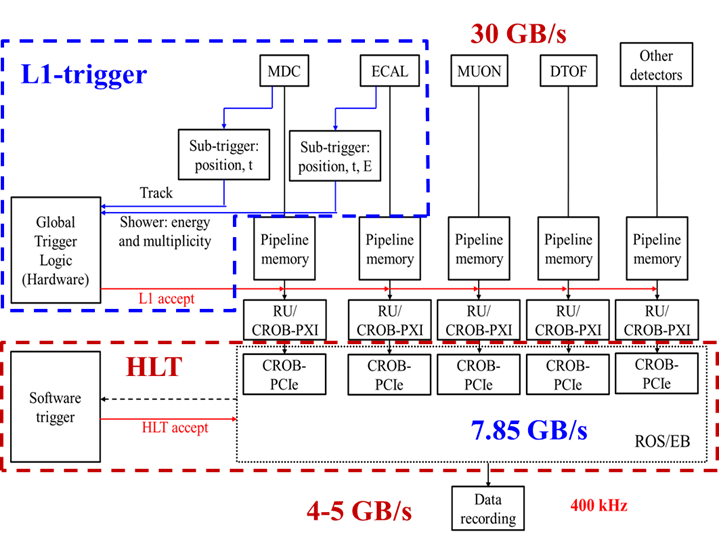 30 GB/s
L1-trigger
MDC
ECAL
MUON
DTOF
Other
detectors
Sub-trigger:
position, t
Sub-trigger:
position, t, E
Track
Shower: energy
and multiplicity
Global
Trigger
Logic
(Hardware)
Pipeline
memory
Pipeline
memory
Pipeline
memory
Pipeline
memory
Pipeline
memory
L1 accept
RU/
CROB-PXI
RU/
CROB-PXI
RU/
CROB-PXI
RU/
CROB-PXI
RU/
CROB-PXI
HLT
CROB-
PCIe
CROB-
PCIe
CROB-
PCIe
CROB-
PCIe
CROB-
PCIe
Software
trigger
HLT accept
7.85 GB/s
ROS/EB
4-5 GB/s
Data
recording
400 kHz